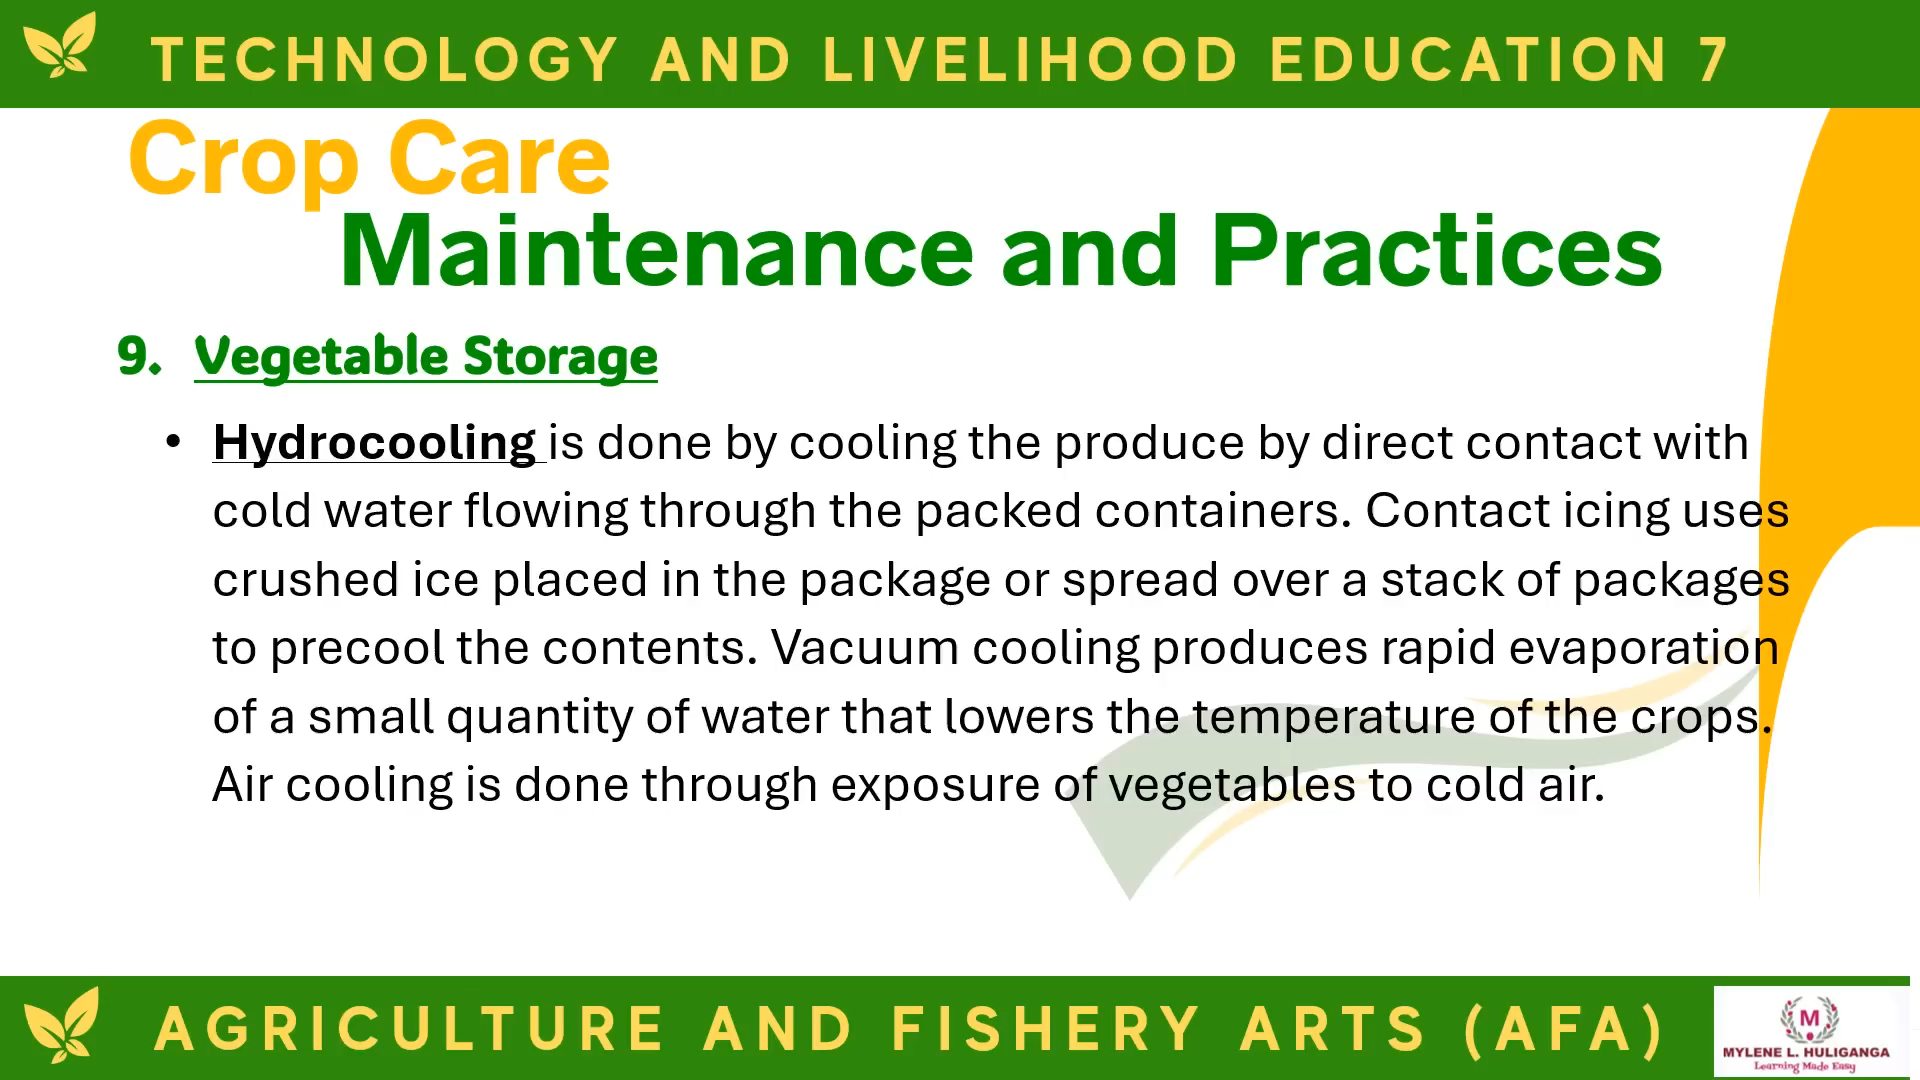 TECHNOLOGY AND LIVELIHOOD EDUCATION 7
Crop Care
Maintenance and Practices
9. Vegetable Storage
• Hydrocooling is done by cooling the produce by direct contact with
cold water flowing through the packed containers. Contact icing uses
crushed ice placed in the package or spread over a stack of packages
to precool the contents. Vacuum cooling produces rapid evaporation
of a small quantity of water that lowers the temperature of the crops.
Air cooling is done through exposure of vegetables to cold air.
AGRICULTURE AND FISHERY ARTS (AFA)
M
MYLENE L. HULIGANGA
Learning Made Easy